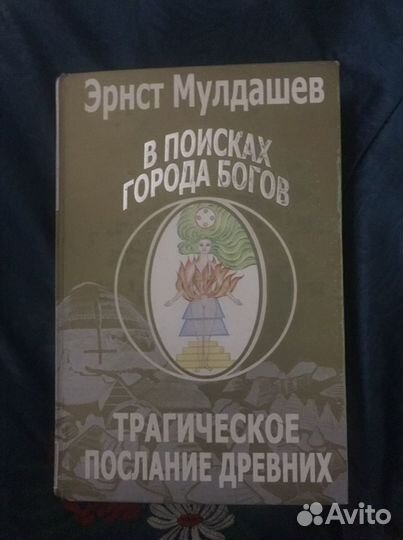 Эрнст Мулдашев
В ПОИСКАХ
ГОРОДА БОГОВ
ТРАГИЧЕСКОЕ
ПОСЛАНИЕ ДРЕВНИХ
Avito